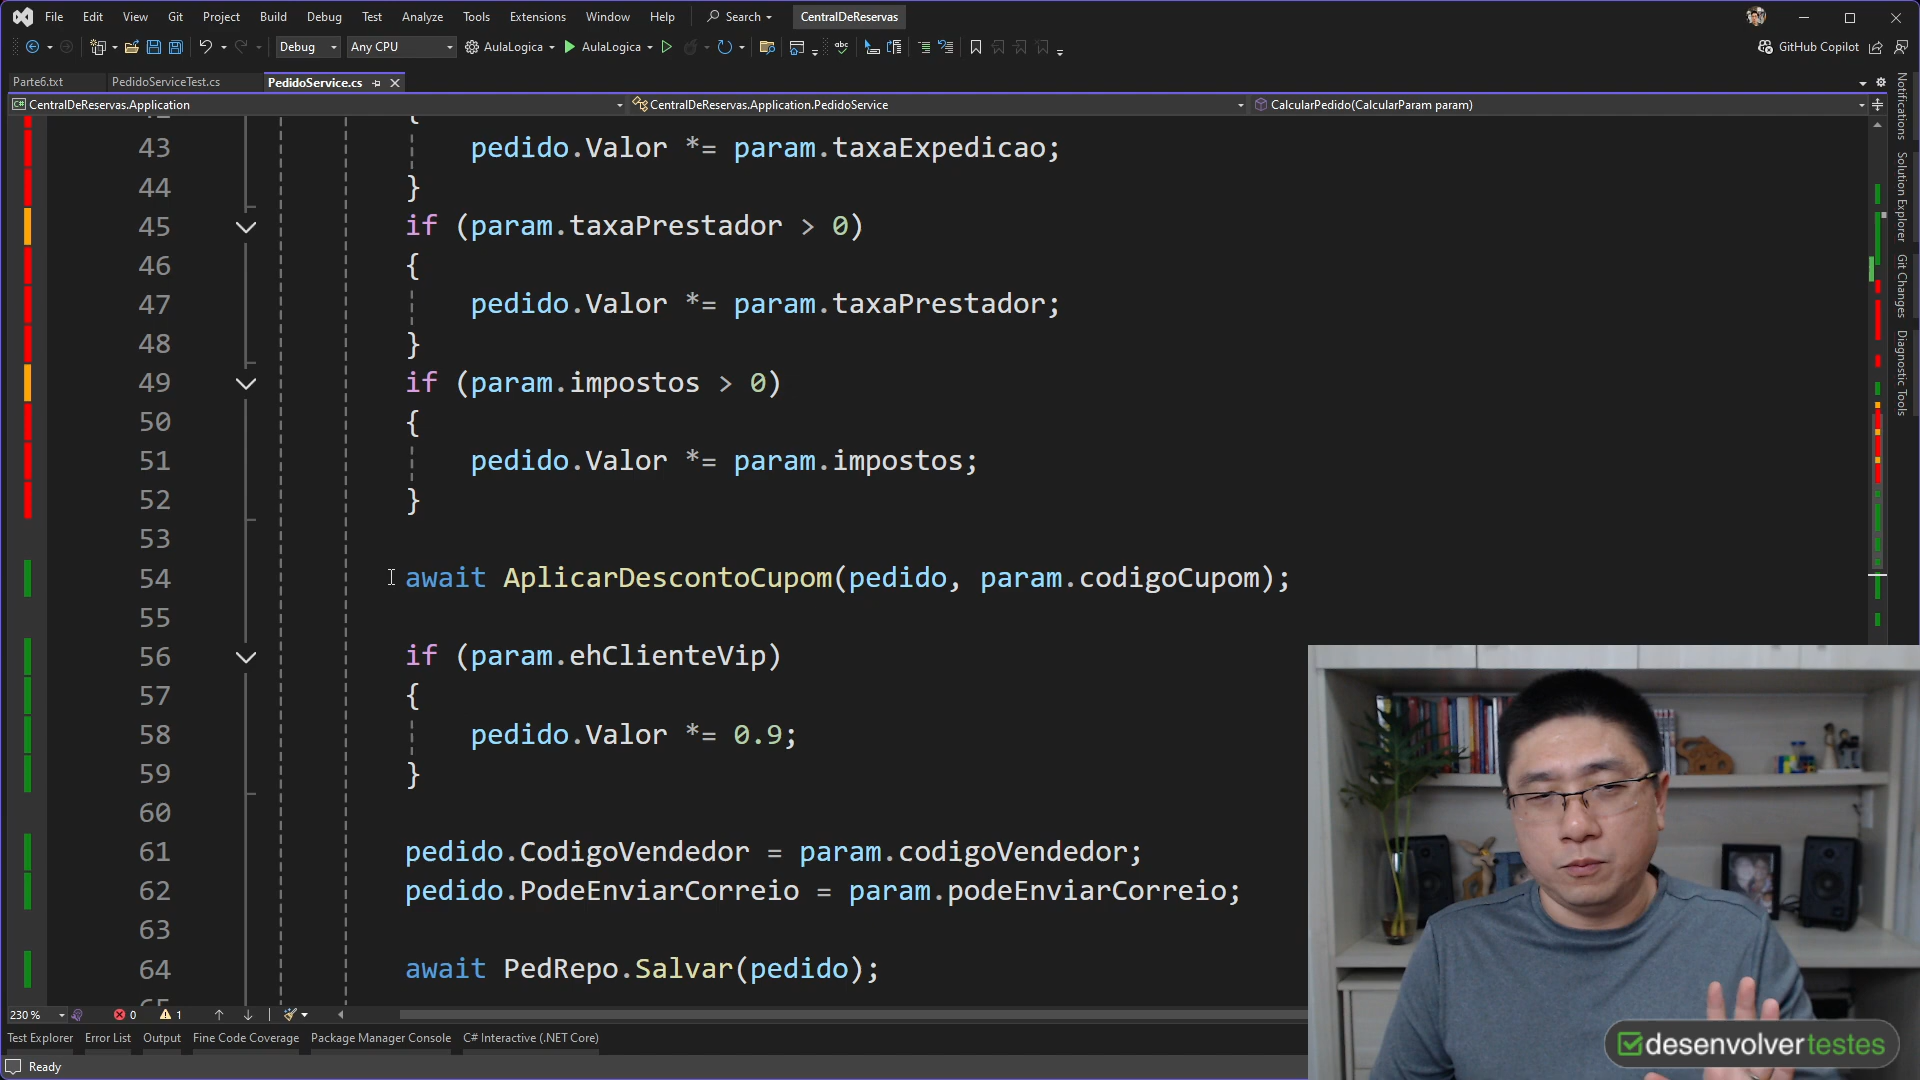 File Edit View Git Project Build Debug Test Analyze Tools Extensions Window Help Search CentralDeReservas
Debug Any CPU AulaLogica AulaLogica GitHub Copilot
Parte6.txt PedidoServiceTest.cs PedidoService.cs
CentralDeReservas.Application CentralDeReservas.Application.PedidoService CalcularPedido(CalcularParam param)
{
43 pedido.Valor *= param.taxaExpedicao;
44 }
45 if (param.taxaPrestador > 0)
46 {
47 pedido.Valor *= param.taxaPrestador;
48 }
49 if (param.impostos > 0)
50 {
51 pedido.Valor *= param.impostos;
52 }
53
54 await AplicarDescontoCupom(pedido, param.codigoCupom);
55
56 if (param.ehClienteVip)
57 {
58 pedido.Valor *= 0.9;
59 }
60
61 pedido.CodigoVendedor = param.codigoVendedor;
62 pedido.PodeEnviarCorreio = param.podeEnviarCorreio;
63
64 await PedRepo.Salvar(pedido);
65
230 % 0 1
Test Explorer Error List Output Fine Code Coverage Package Manager Console C# Interactive (.NET Core)
Ready
Notifications
Solution Explorer
Git Changes
Diagnostic Tools
desenvolvertestes